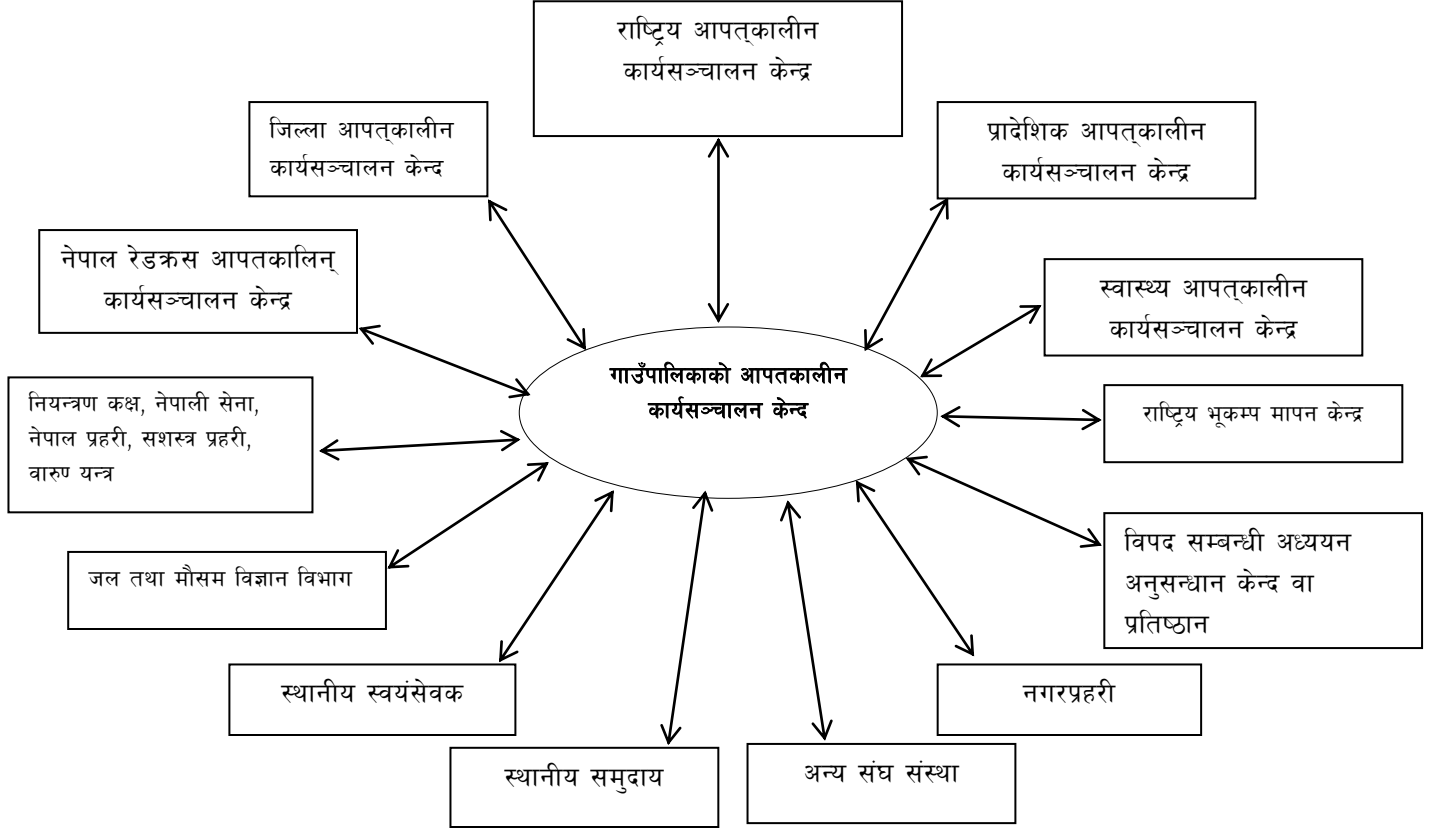 राष्ट्रिय आपत्कालीन
कार्यसञ्चालन केन्द्र
जिल्ला आपत्कालीन
कार्यसञ्चालन केन्द
प्रादेशिक आपत्कालीन
कार्यसञ्चालन केन्द्र
नेपाल रेडक्रस आपतकालिन्
कार्यसञ्चालन केन्द्र
स्वास्थ्य आपत्कालीन
कार्यसञ्चालन केन्द्र
गाउँपालिकाको आपतकालीन
कार्यसञ्चालन केन्द
नियन्त्रण कक्ष, नेपाली सेना,
नेपाल प्रहरी, सशस्त्र प्रहरी,
वारुण यन्त्र
राष्ट्रिय भूकम्प मापन केन्द्र
जल तथा मौसम विज्ञान विभाग
विपद सम्बन्धी अध्ययन
अनुसन्धान केन्द वा
प्रतिष्ठान
स्थानीय स्वयंसेवक
नगरप्रहरी
स्थानीय समुदाय
अन्य संघ संस्था